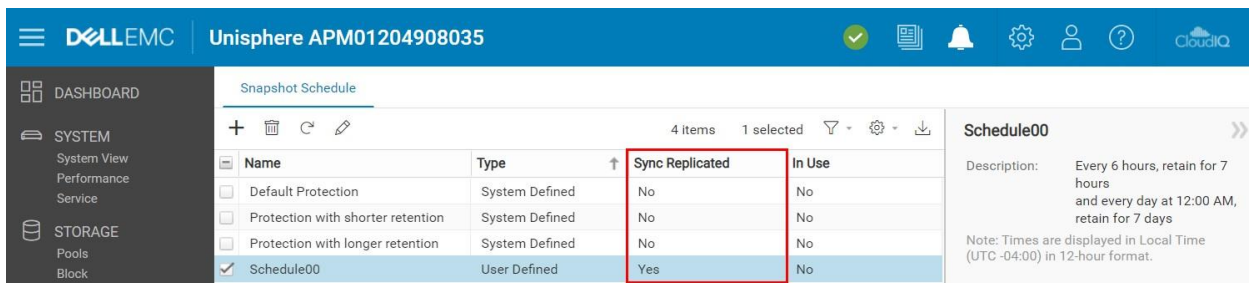 DELLEMC Unisphere APM01204908035 CloudIQ
DASHBOARD
SYSTEM
System View
Performance
Service
STORAGE
Pools
Block
Snapshot Schedule
4 items 1 selected
Name Type Sync Replicated In Use
Default Protection System Defined No No
Protection with shorter retention System Defined No No
Protection with longer retention System Defined No No
Schedule00 User Defined Yes No
Schedule00
Description: Every 6 hours, retain for 7
hours
and every day at 12:00 AM,
retain for 7 days
Note: Times are displayed in Local Time
(UTC -04:00) in 12-hour format.